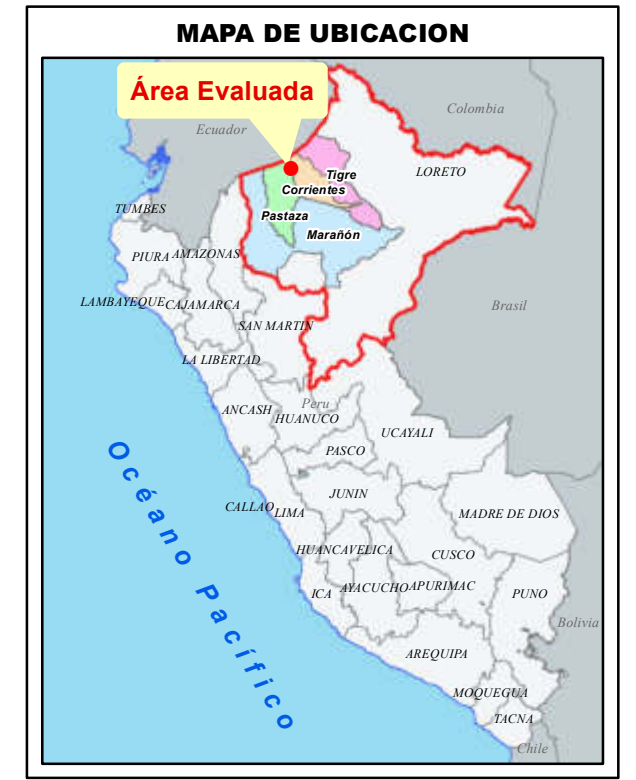 MAPA DE UBICACION
Área Evaluada
Colombia
Ecuador
Tigre
LORETO
Corrientes
TUMBES
Pastaza
Marañón
PIURA
AMAZONAS
LAMBAYEQUE
CAJAMARCA
Brasil
SAN MARTIN
LA LIBERTAD
Peru
ANCASH
HUANUCO
UCAYALI
PASCO
Océano Pacífico
JUNIN
CALLAO
LIMA
MADRE DE DIOS
HUANCAVELICA
CUSCO
ICA
AYACUCHO
APURIMAC
PUNO
Bolivia
AREQUIPA
MOQUEGUA
TACNA
Chile